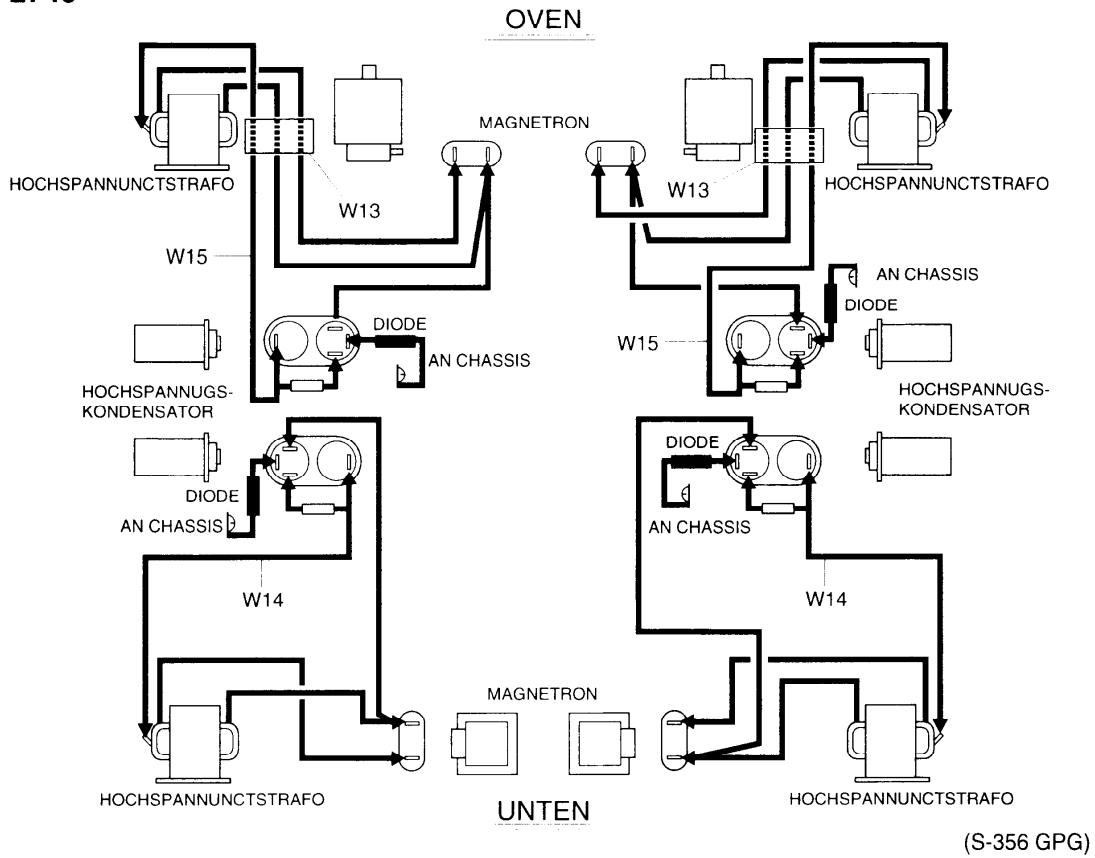 OVEN
MAGNETRON
HOCHSPANNUNCTSTRAFO
W13
W13
HOCHSPANNUNCTSTRAFO
W15
AN CHASSIS
DIODE
DIODE
AN CHASSIS
W15
HOCHSPANNUGS-
KONDENSATOR
HOCHSPANNUGS-
KONDENSATOR
DIODE
DIODE
AN CHASSIS
AN CHASSIS
W14
W14
MAGNETRON
HOCHSPANNUNCTSTRAFO
HOCHSPANNUNCTSTRAFO
UNTEN
(S-356 GPG)